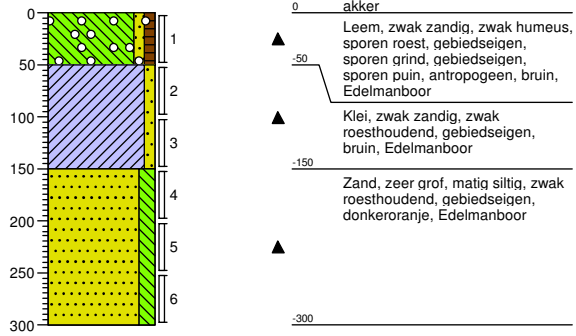 0
50
100
150
200
250
300
1
2
3
4
5
6
0
akker
Leem, zwak zandig, zwak humeus,
sporen roest, gebiedseigen,
sporen grind, gebiedseigen,
sporen puin, antropogeen, bruin,
Edelmanboor
-50
Klei, zwak zandig, zwak
roesthoudend, gebiedseigen,
bruin, Edelmanboor
-150
Zand, zeer grof, matig siltig, zwak
roesthoudend, gebiedseigen,
donkeroranje, Edelmanboor
-300